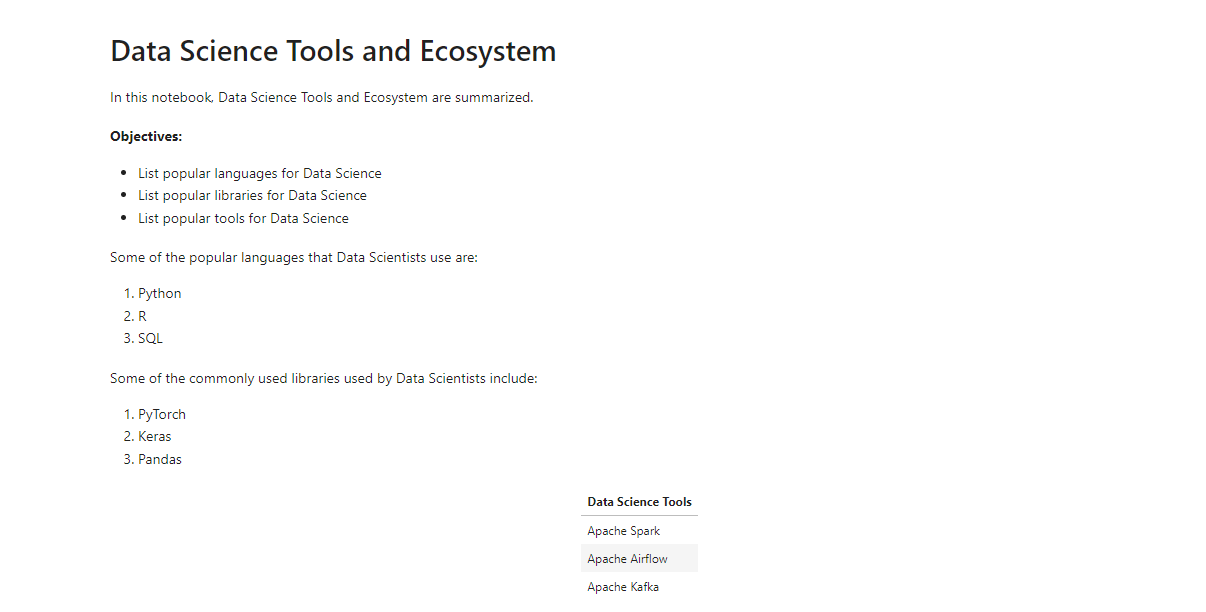 Data Science Tools and Ecosystem
In this notebook, Data Science Tools and Ecosystem are summarized.
Objectives:
• List popular languages for Data Science
• List popular libraries for Data Science
• List popular tools for Data Science
Some of the popular languages that Data Scientists use are:
1. Python
2. R
3. SQL
Some of the commonly used libraries used by Data Scientists include:
1. PyTorch
2. Keras
3. Pandas
Data Science Tools
Apache Spark
Apache Airflow
Apache Kafka